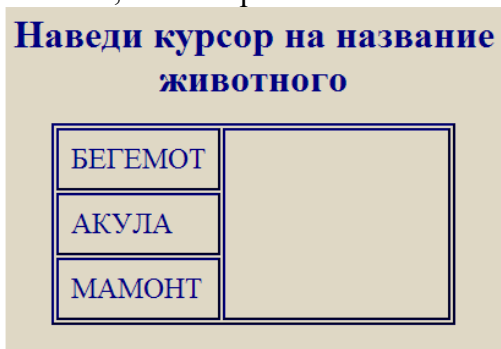 Наведи курсор на название
животного
БЕГЕМОТ
АКУЛА
МАМОНТ